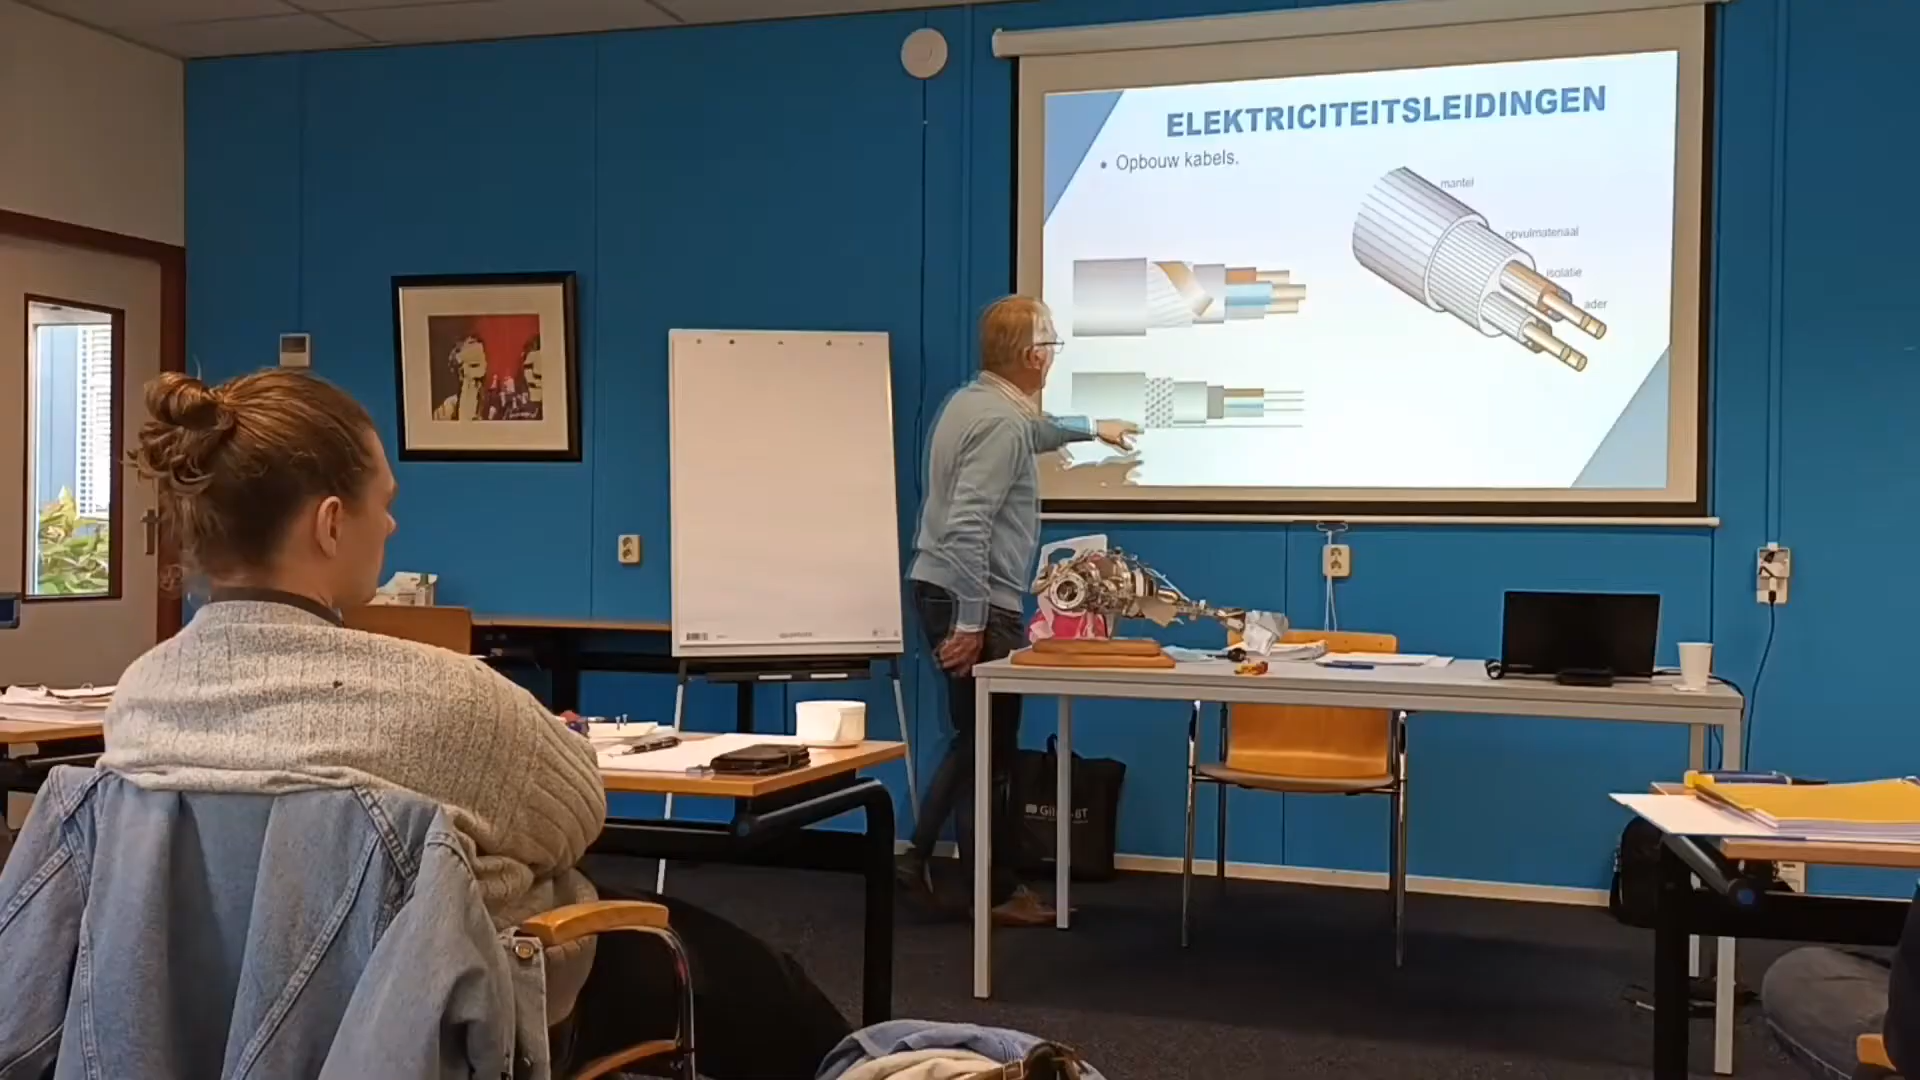 ELEKTRICITEITSLEIDINGEN
• Opbouw kabels.
mantel
opvulmateriaal
isolatie
ader